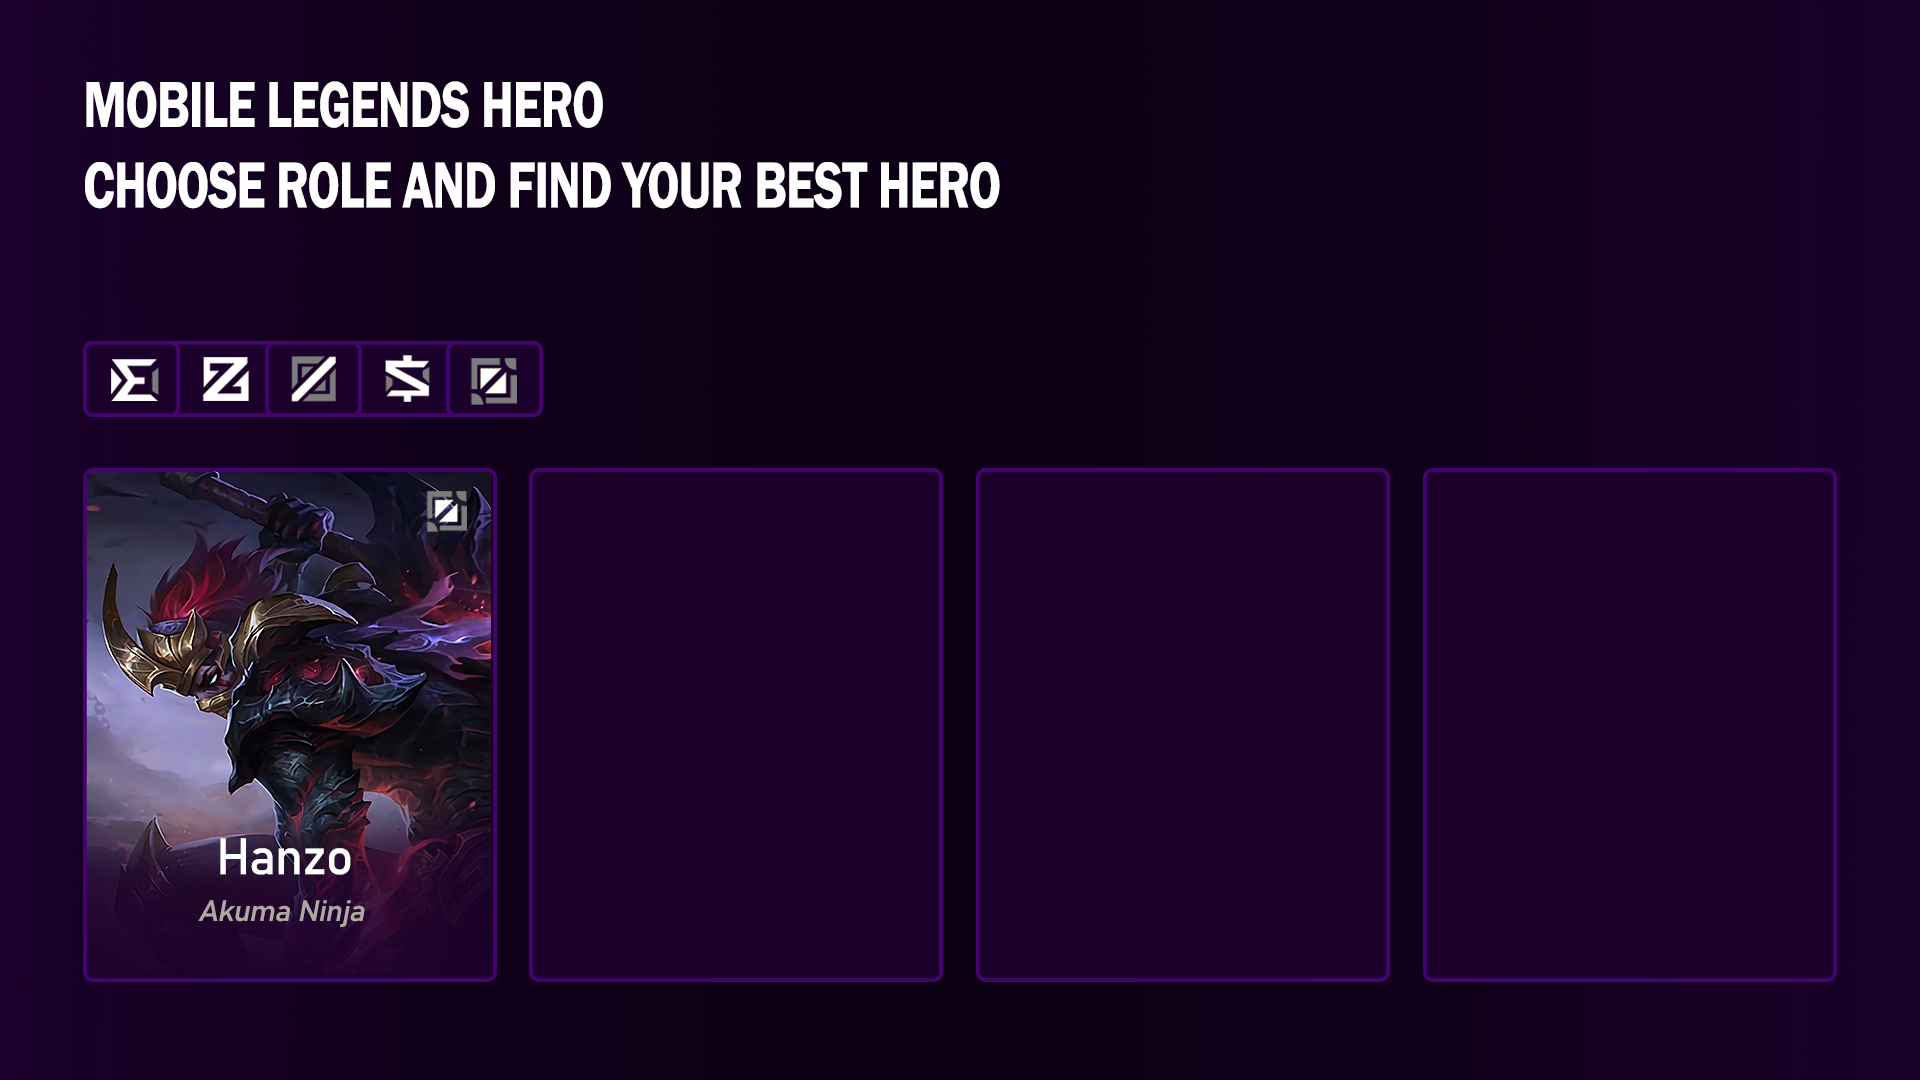 MOBILE LEGENDS HERO
CHOOSE ROLE AND FIND YOUR BEST HERO
Hanzo
Akuma Ninja